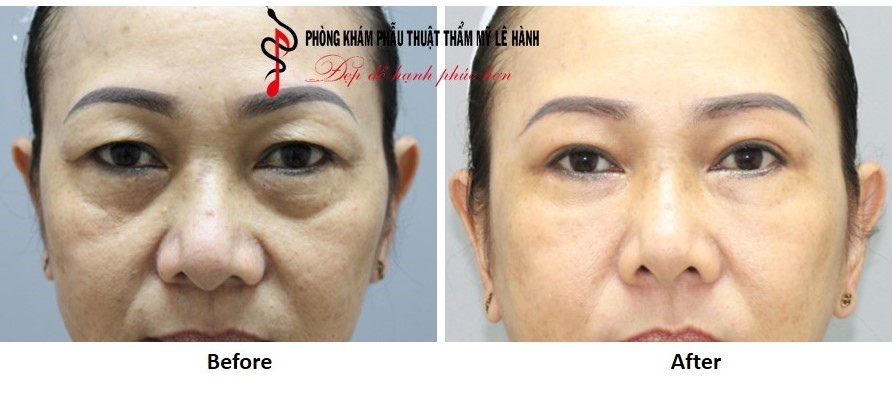 PHÒNG KHÁM PHẪU THUẬT THẨM MỸ LÊ HÀNH
Đẹp để hạnh phúc hơn
Before
After